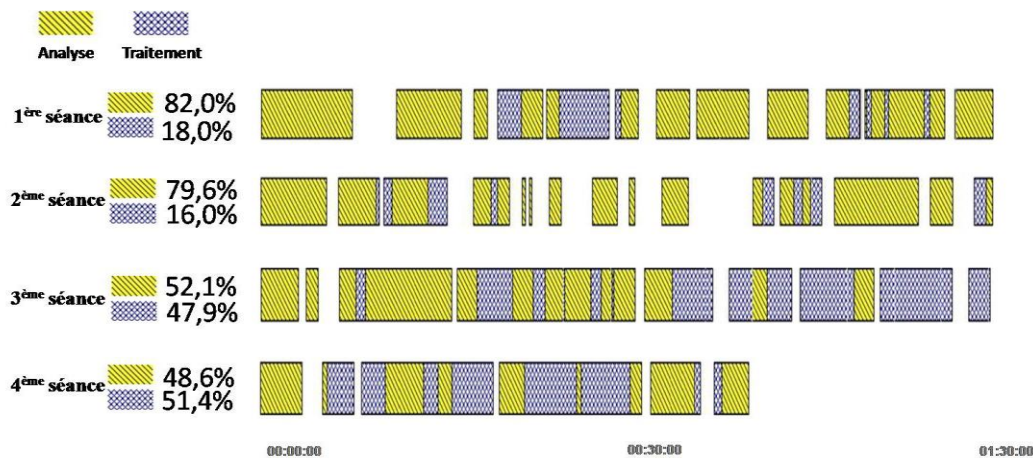 Analyse Traitement
1ère séance 82,0%
18,0%
2ème séance 79,6%
16,0%
3ème séance 52,1%
47,9%
4ème séance 48,6%
51,4%
00:00:00 00:30:00 01:30:00